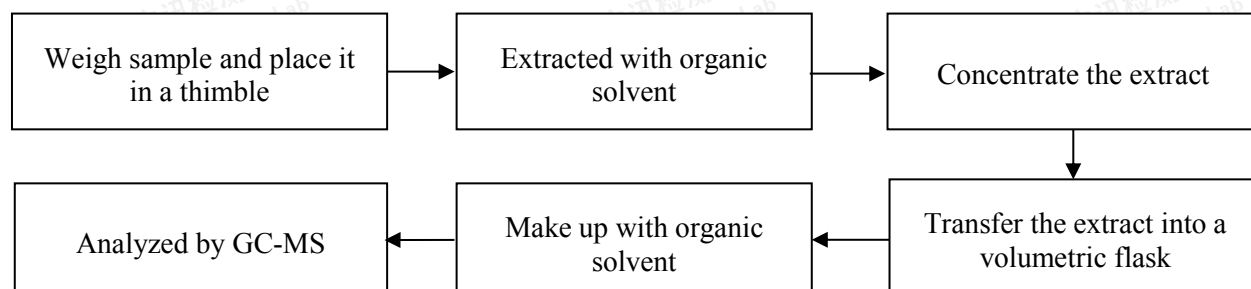 Weigh sample and place it
in a thimble
Extracted with organic
solvent
Concentrate the extract
Transfer the extract into a
volumetric flask
Make up with organic
solvent
Analyzed by GC-MS